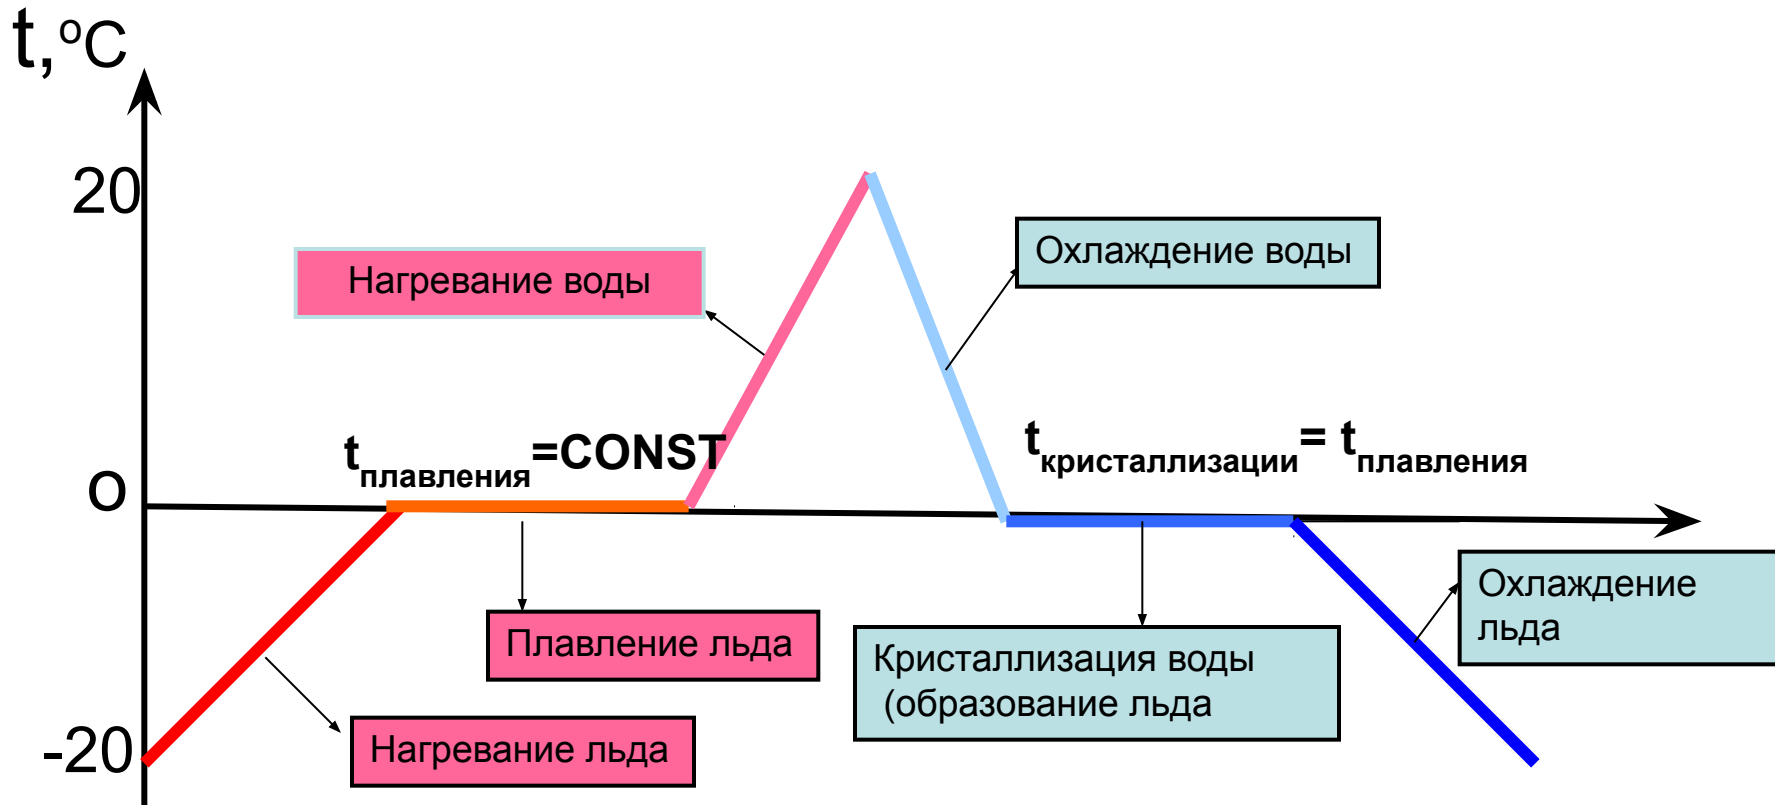 t,ºC
20
Нагревание воды
Охлаждение воды
tплавления=CONST
tкристаллизации= tплавления
0
Плавление льда
Охлаждение
льда
Кристаллизация воды
(образование льда
Нагревание льда
-20